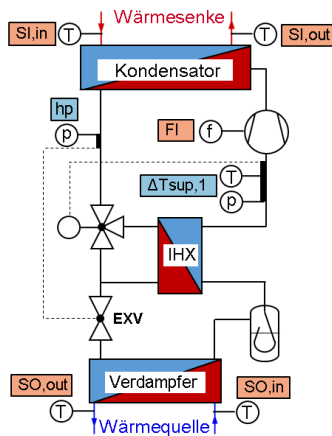 Wärmesenke
SI,in
T
T
SI,out
Kondensator
hp
p
FI
f
ΔTsup,1
T
p
IHX
EXV
SO,out
Verdampfer
SO,in
T
Wärmequelle
T